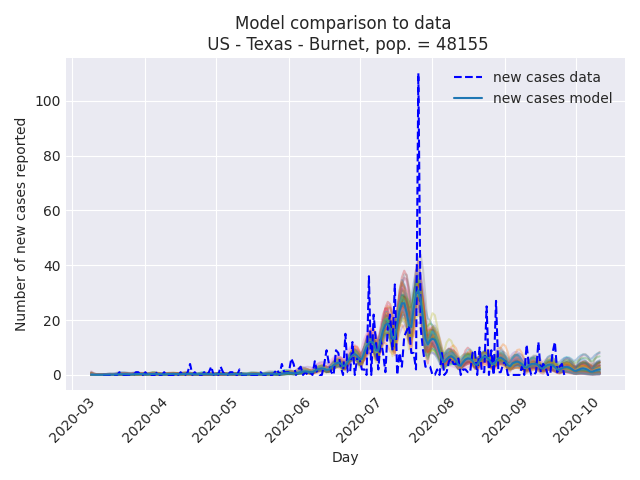 Model comparison to data
US - Texas - Burnet, pop. = 48155
new cases data
new cases model
Number of new cases reported
100
80
60
40
20
0
2020-03
2020-04
2020-05
2020-06
2020-07
2020-08
2020-09
2020-10
Day